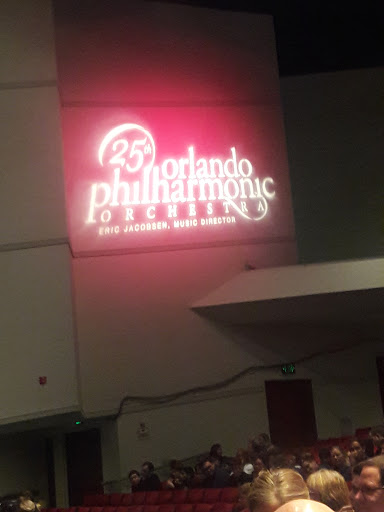 25th
orlando
philharmonic
ORCHESTRA
ERIC JACOBSEN, MUSIC DIRECTOR